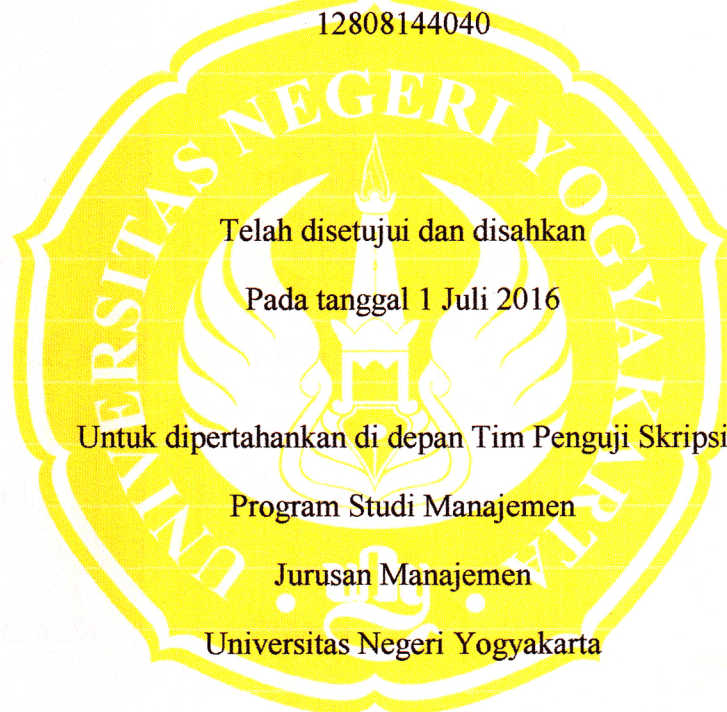 12808144040
UNIVERSITAS NEGERI YOGYAKARTA
Telah disetujui dan disahkan
Pada tanggal 1 Juli 2016
Untuk dipertahankan di depan Tim Penguji Skripsi
Program Studi Manajemen
Jurusan Manajemen
uny
Universitas Negeri Yogyakarta